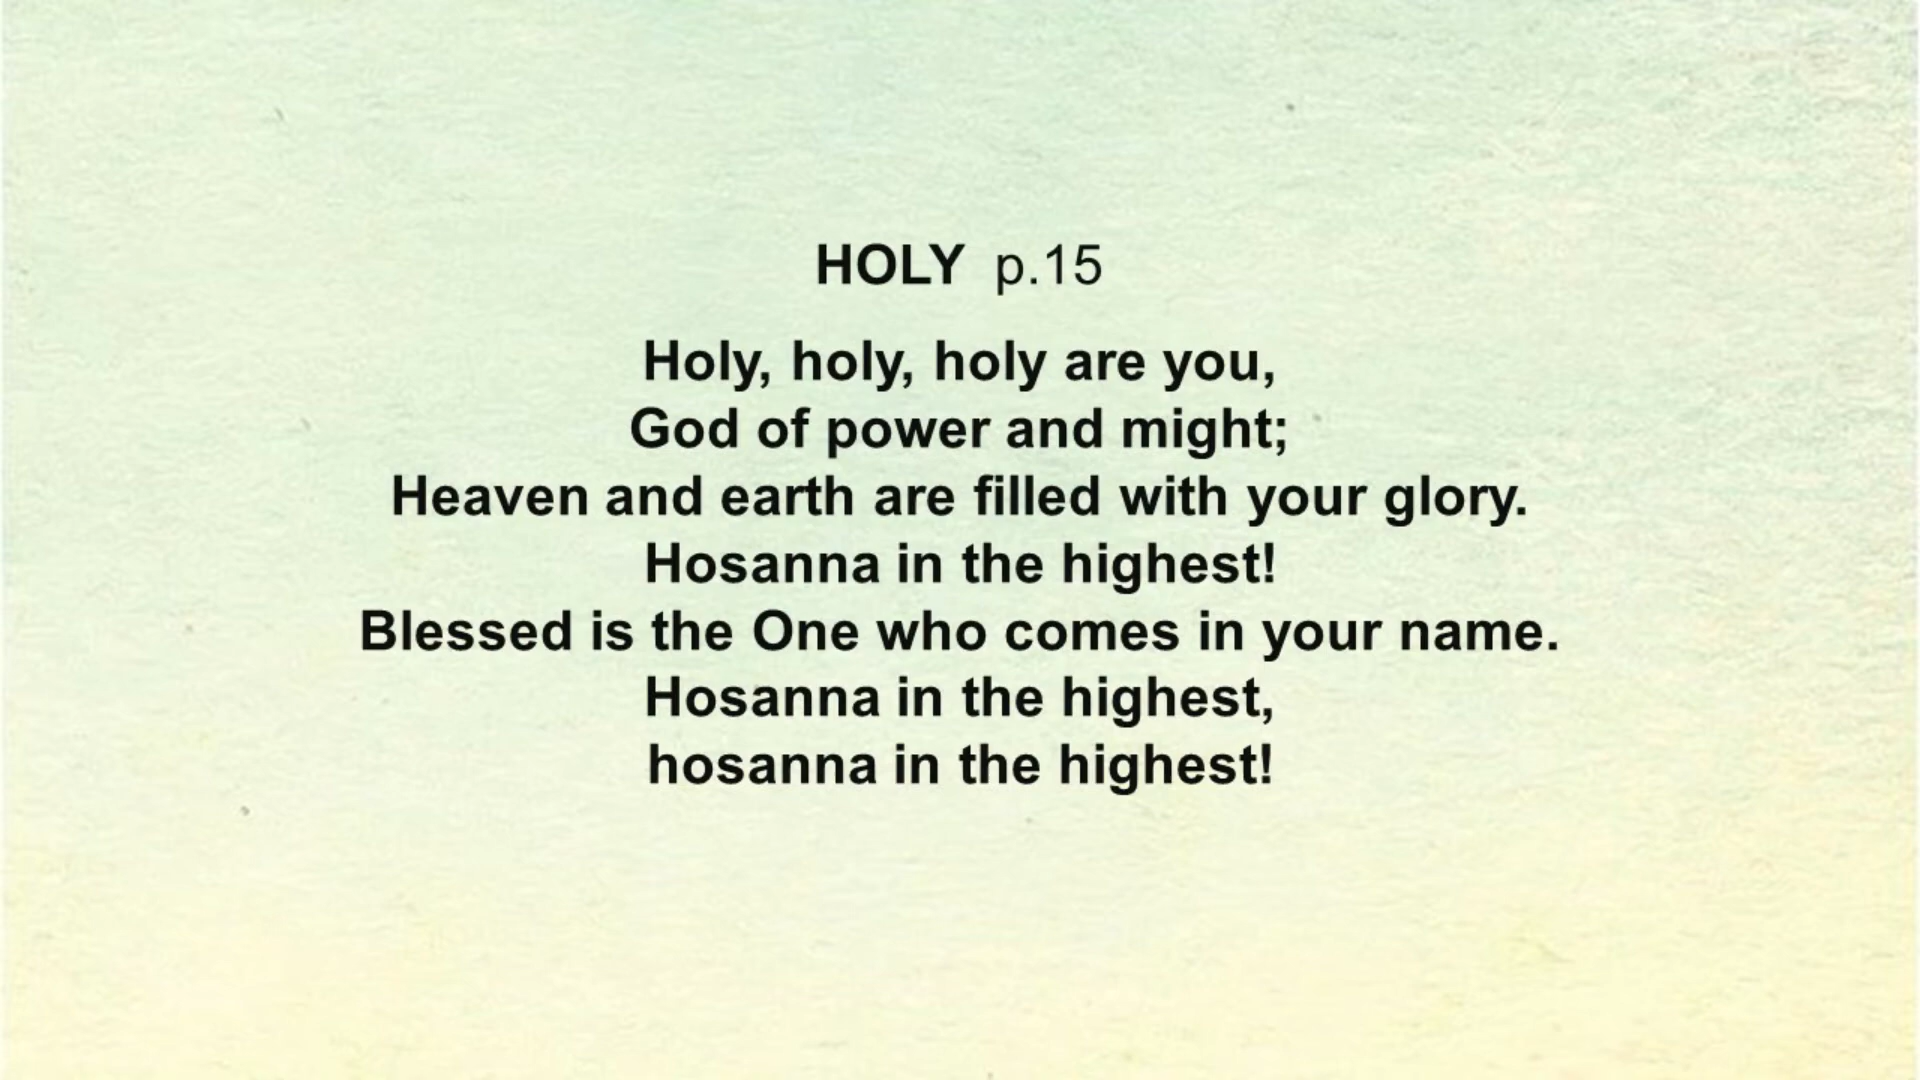 HOLY p.15
Holy, holy, holy are you,
God of power and might;
Heaven and earth are filled with your glory.
Hosanna in the highest!
Blessed is the One who comes in your name.
Hosanna in the highest,
hosanna in the highest!